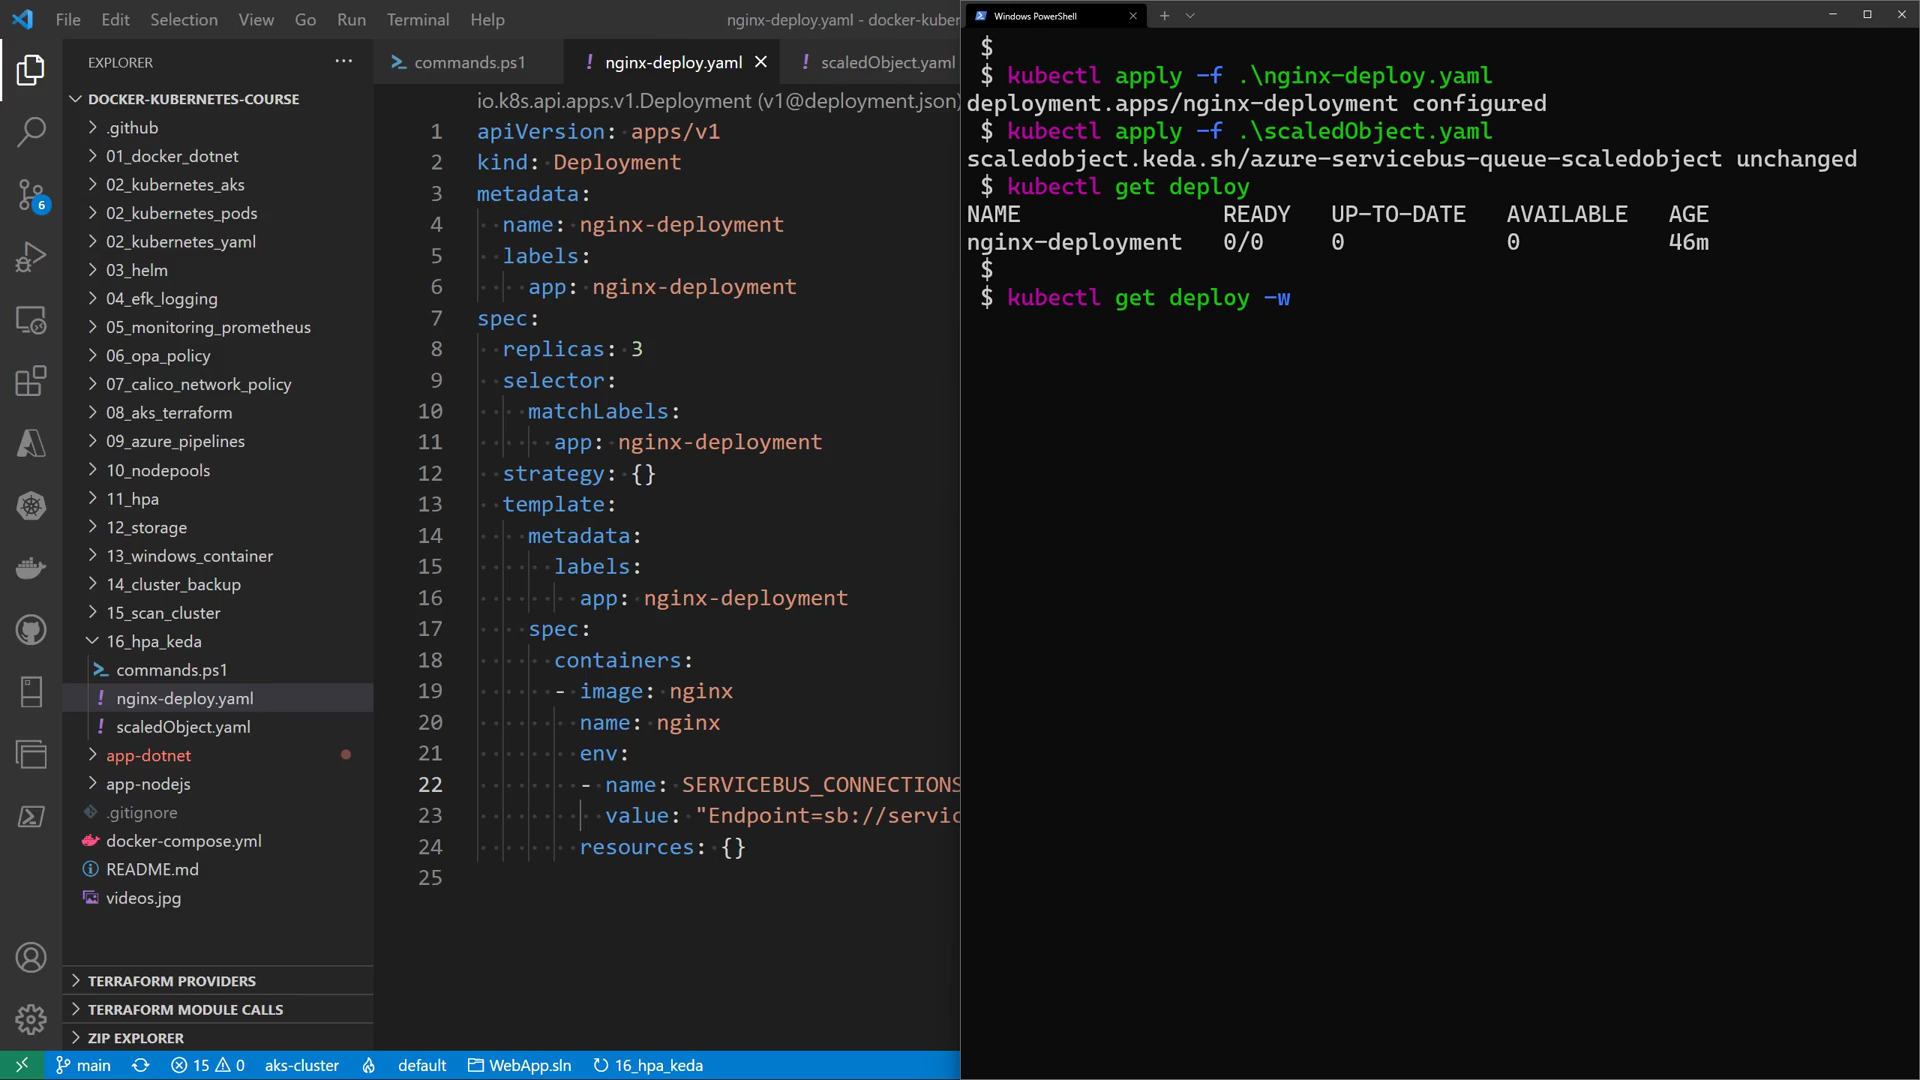 File Edit Selection View Go Run Terminal Help
nginx-deploy.yaml - docker-kuber
EXPLORER
DOCKER-KUBERNETES-COURSE
.github
01_docker_dotnet
02_kubernetes_aks
02_kubernetes_pods
02_kubernetes_yaml
03_helm
04_efk_logging
05_monitoring_prometheus
06_opa_policy
07_calico_network_policy
08_aks_terraform
09_azure_pipelines
10_nodepools
11_hpa
12_storage
13_windows_container
14_cluster_backup
15_scan_cluster
16_hpa_keda
commands.ps1
nginx-deploy.yaml
scaledObject.yaml
app-dotnet
app-nodejs
.gitignore
docker-compose.yml
README.md
videos.jpg
TERRAFORM PROVIDERS
TERRAFORM MODULE CALLS
ZIP EXPLORER
6
commands.ps1 nginx-deploy.yaml scaledObject.yaml
io.k8s.api.apps.v1.Deployment (v1@deployment.json)
1 apiVersion: apps/v1
2 kind: Deployment
3 metadata:
4 name: nginx-deployment
5 labels:
6 app: nginx-deployment
7 spec:
8 replicas: 3
9 selector:
10 matchLabels:
11 app: nginx-deployment
12 strategy: {}
13 template:
14 metadata:
15 labels:
16 app: nginx-deployment
17 spec:
18 containers:
19 - image: nginx
20 name: nginx
21 env:
22 - name: SERVICEBUS_CONNECTIONS
23 value: "Endpoint=sb://servic
24 resources: {}
25
main 15 0 aks-cluster default WebApp.sln 16_hpa_keda
Windows PowerShell
$
$ kubectl apply -f .\nginx-deploy.yaml
deployment.apps/nginx-deployment configured
$ kubectl apply -f .\scaledObject.yaml
scaledobject.keda.sh/azure-servicebus-queue-scaledobject unchanged
$ kubectl get deploy
NAME READY UP-TO-DATE AVAILABLE AGE
nginx-deployment 0/0 0 0 46m
$
$ kubectl get deploy -w